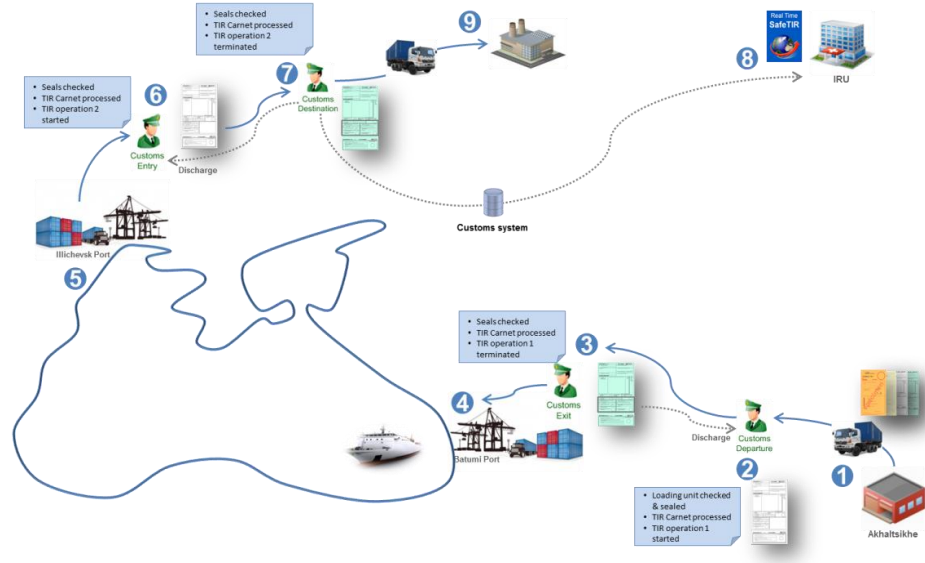 • Seals checked
• TIR Carnet processed
• TIR operation 2
terminated
9
Real Time
SafeTIR
8
IRU
7
Customs
Destination
• Seals checked
• TIR Carnet processed
• TIR operation 2
started
6
Customs
Entry
Discharge
Customs system
Illichevsk Port
5
• Seals checked
• TIR Carnet processed
• TIR operation 1
terminated
3
4
Customs
Exit
Batumi Port
Discharge
Customs
Departure
2
1
• Loading unit checked
& sealed
• TIR Carnet processed
• TIR operation 1
started
Akhaltsikhe